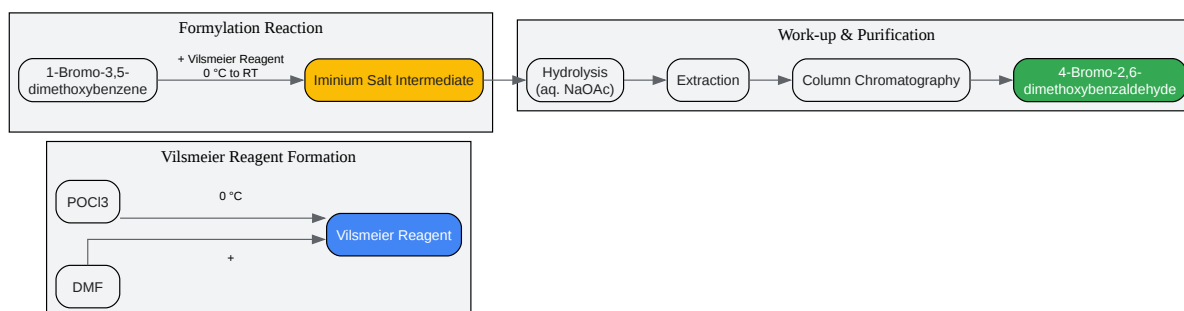 Formylation Reaction
1-Bromo-3,5-
dimethoxybenzene
+ Vilsmeier Reagent
0 °C to RT
Iminium Salt Intermediate
Work-up & Purification
Hydrolysis
(aq. NaOAc)
Extraction
Column Chromatography
4-Bromo-2,6-
dimethoxybenzaldehyde
Vilsmeier Reagent Formation
POCl3
0 °C
Vilsmeier Reagent
+
DMF